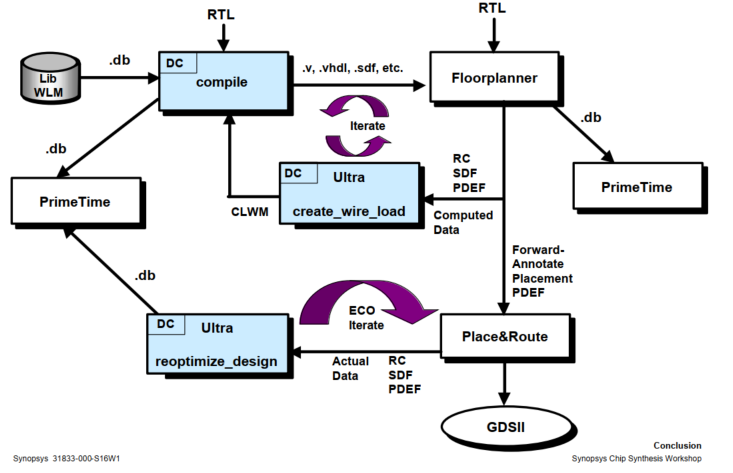 RTL
RTL
DC
compile
.db
Lib
WLM
.v, .vhdl, .sdf, etc.
Floorplanner
Iterate
.db
.db
RC
SDF
PDEF
DC
Ultra
create_wire_load
PrimeTime
PrimeTime
CLWM
Computed
Data
Forward-
Annotate
Placement
PDEF
.db
ECO
Iterate
DC
Ultra
reoptimize_design
Place&Route
Actual
Data
RC
SDF
PDEF
GDSII
Conclusion
Synopsys 31833-000-S16W1
Synopsys Chip Synthesis Workshop